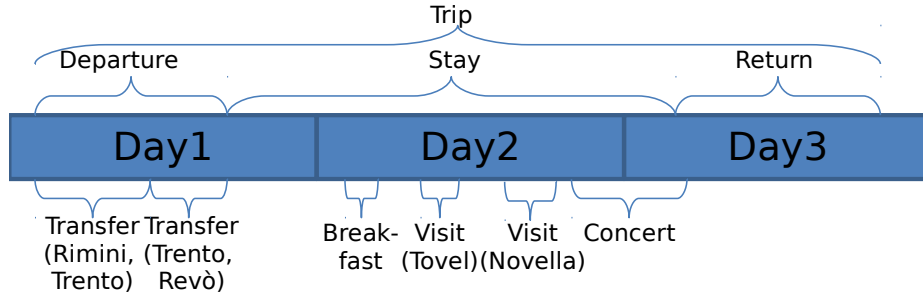 Trip
Departure Stay Return
Day1 Day2 Day3
Transfer
(Rimini,
Trento)
Transfer
(Trento,
Revò)
Break-
fast
Visit
(Tovel)
Visit
(Novella)
Concert